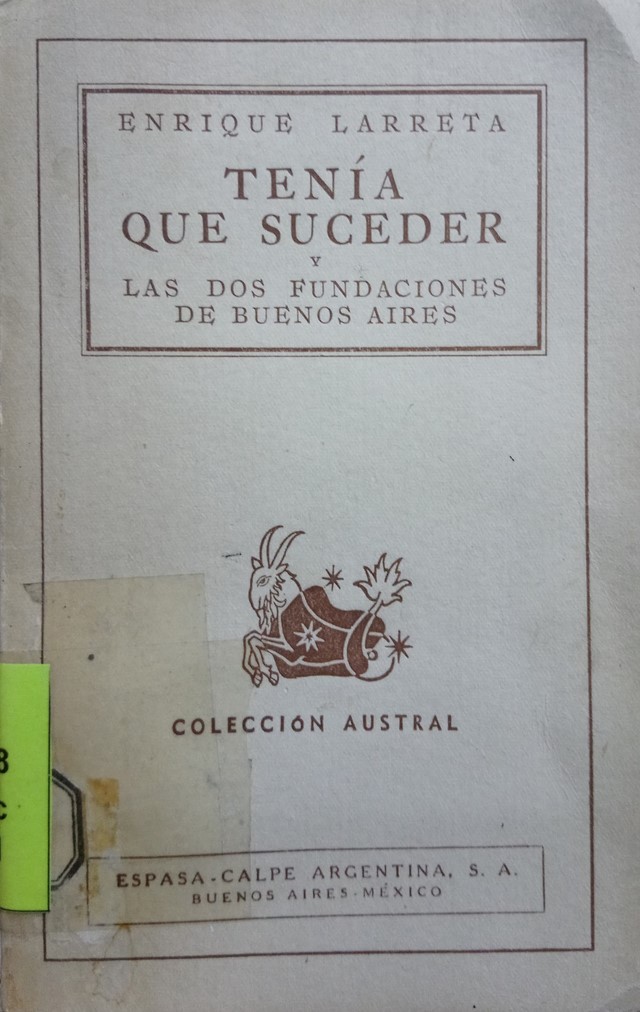 ENRIQUE LARRETA
TENÍA
QUE SUCEDER
Y
LAS DOS FUNDACIONES
DE BUENOS AIRES
COLECCIÓN AUSTRAL
ESPASA-CALPE ARGENTINA, S. A.
BUENOS AIRES-MÉXICO
8
C